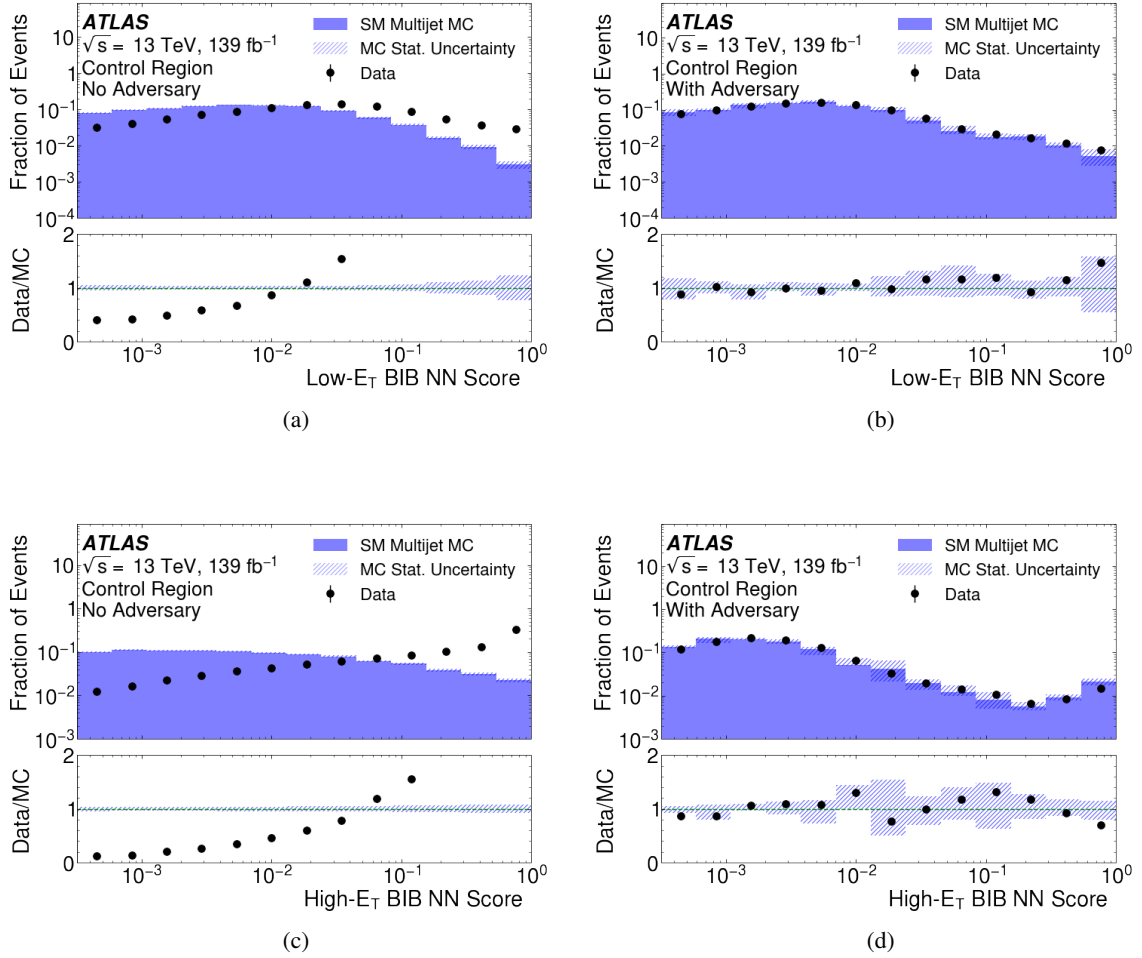 ATLAS
√s = 13 TeV, 139 fb⁻¹
Control Region
No Adversary
SM Multijet MC
MC Stat. Uncertainty
Data
Fraction of Events
10
1
10⁻¹
10⁻²
10⁻³
10⁻⁴
Data/MC
2
1
0
10⁻³ 10⁻² 10⁻¹ 10⁰
Low-E_T BIB NN Score
(a)
ATLAS
√s = 13 TeV, 139 fb⁻¹
Control Region
With Adversary
SM Multijet MC
MC Stat. Uncertainty
Data
Fraction of Events
10
1
10⁻¹
10⁻²
10⁻³
10⁻⁴
Data/MC
2
1
0
10⁻³ 10⁻² 10⁻¹ 10⁰
Low-E_T BIB NN Score
(b)
ATLAS
√s = 13 TeV, 139 fb⁻¹
Control Region
No Adversary
SM Multijet MC
MC Stat. Uncertainty
Data
Fraction of Events
10
1
10⁻¹
10⁻²
10⁻³
Data/MC
2
1
0
10⁻³ 10⁻² 10⁻¹ 10⁰
High-E_T BIB NN Score
(c)
ATLAS
√s = 13 TeV, 139 fb⁻¹
Control Region
With Adversary
SM Multijet MC
MC Stat. Uncertainty
Data
Fraction of Events
10
1
10⁻¹
10⁻²
10⁻³
Data/MC
2
1
0
10⁻³ 10⁻² 10⁻¹ 10⁰
High-E_T BIB NN Score
(d)